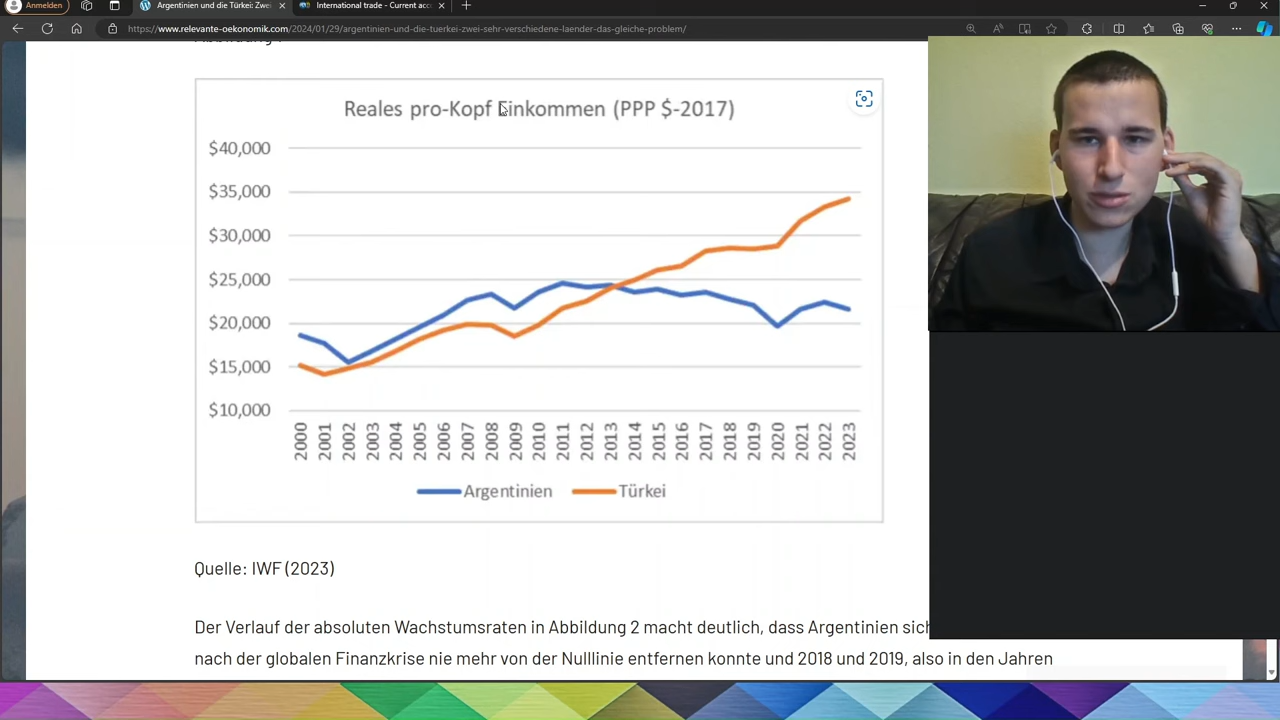 Anmelden
Argentinien und die Türkei: Zwei
International trade - Current acc
https://www.relevante-oekonomik.com/2024/01/29/argentinien-und-die-tuerkei-zwei-sehr-verschiedene-laender-das-gleiche-problem/
Reales pro-Kopf Einkommen (PPP $-2017)
$40,000
$35,000
$30,000
$25,000
$20,000
$15,000
$10,000
2000 2001 2002 2003 2004 2005 2006 2007 2008 2009 2010 2011 2012 2013 2014 2015 2016 2017 2018 2019 2020 2021 2022 2023
Argentinien Türkei
Quelle: IWF (2023)
Der Verlauf der absoluten Wachstumsraten in Abbildung 2 macht deutlich, dass Argentinien sich
nach der globalen Finanzkrise nie mehr von der Nulllinie entfernen konnte und 2018 und 2019, also in den Jahren